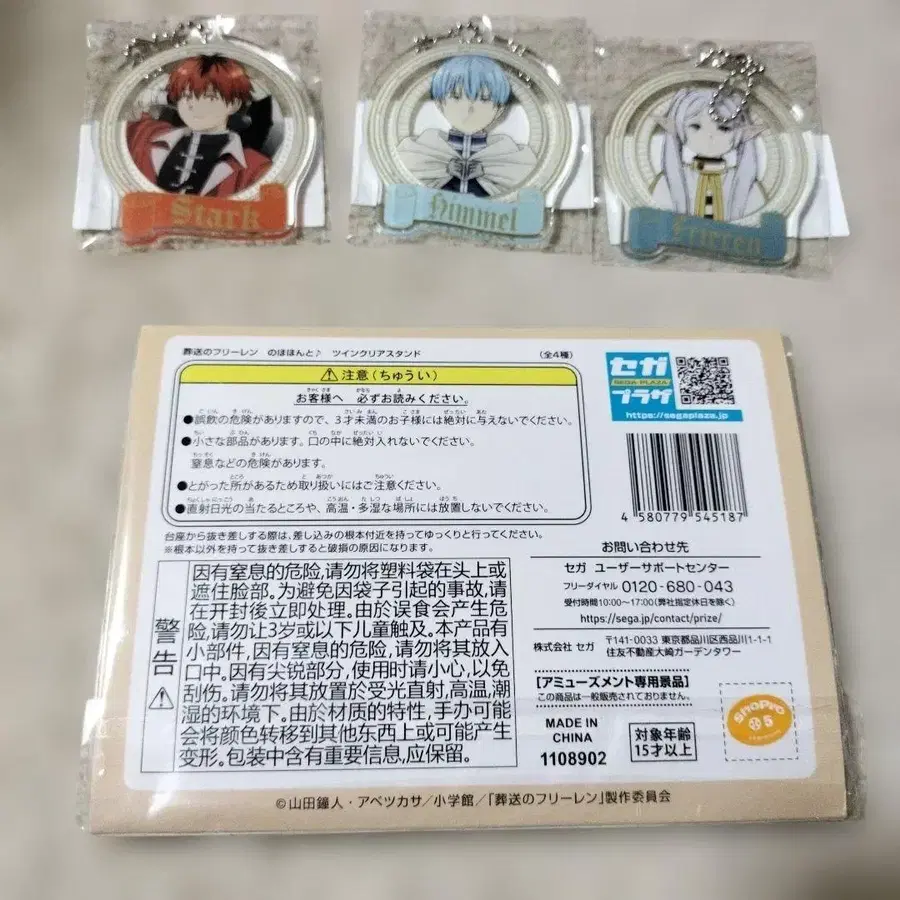 Stark
Himmel
Frieren
葬送のフリーレン のほほんと♪ ツインクリアスタンド (全4種)
⚠注意(ちゅうい)
お客様へ 必ずお読みください。
●誤飲の危険がありますので、3才未満のお子様には絶対に与えないでください。
●小さな部品があります。口の中に絶対入れないでください。
窒息などの危険があります。
●とがった所があるため取り扱いにはご注意ください。
●直射日光の当たるところや、高温・多湿な場所には放置しないでください。
台座から抜き差しする際は、差し込みの根本付近を持ってゆっくりと行ってください。
※根本以外を持って抜き差しすると破損の原因になります。
警告⚠
因有窒息的危险,请勿将塑料袋在头上或
遮住脸部。为避免因袋子引起的事故,请
在开封後立即处理。由於误食会产生危
险,请勿让3岁或以下儿童触及。本产品有
小部件,因有窒息的危险,请勿将其放入
口中。因有尖锐部分,使用时请小心,以免
刮伤。请勿将其放置於受光直射,高温,潮
湿的环境下。由於材质的特性,手办可能
会将颜色转移到其他东西上或可能产生
变形。包装中含有重要信息,应保留。
セガ
SEGA PLAZA
プラザ
https://segaplaza.jp
4 580779 545187
お問い合わせ先
セガ ユーザーサポートセンター
フリーダイヤル 0120-680-043
受付時間10:00~17:00(弊社指定休日を除く)
https://sega.jp/contact/prize/
株式会社 セガ 〒141-0033 東京都品川区西品川1-1-1
住友不動産大崎ガーデンタワー
[アミューズメント専用景品]
この商品は一般販売されておりません。
MADE IN
CHINA
1108902
対象年齢
15才以上
ShoPro
5
©山田鐘人・アベツカサ/小学館/「葬送のフリーレン」製作委員会